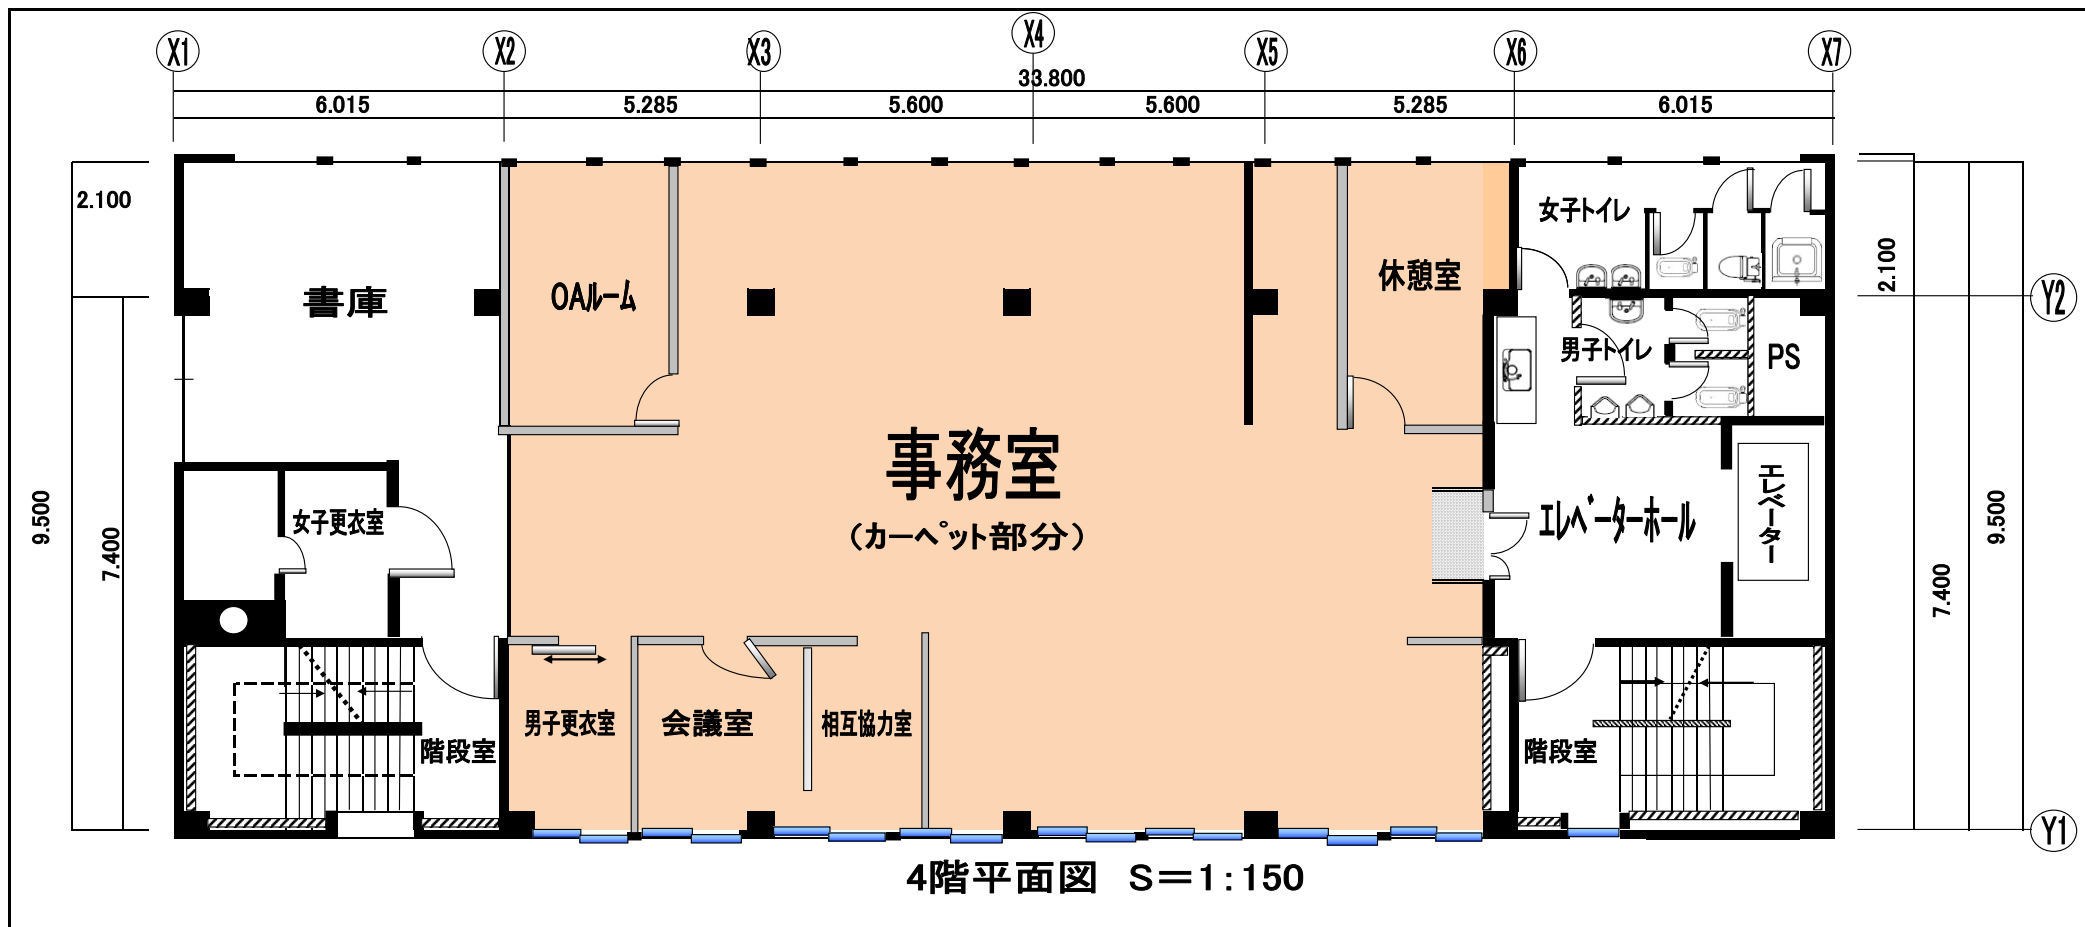 X1
X2
X3
X4
X5
X6
X7
33.800
6.015
5.285
5.600
5.600
5.285
6.015
2.100
9.500
7.400
2.100
7.400
9.500
Y2
Y1
書庫
OAルーム
休憩室
女子トイレ
男子トイレ
PS
事務室
(カーペット部分)
女子更衣室
エレベーターホール
エレベーター
男子更衣室
会議室
相互協力室
階段室
階段室
4階平面図 S=1:150